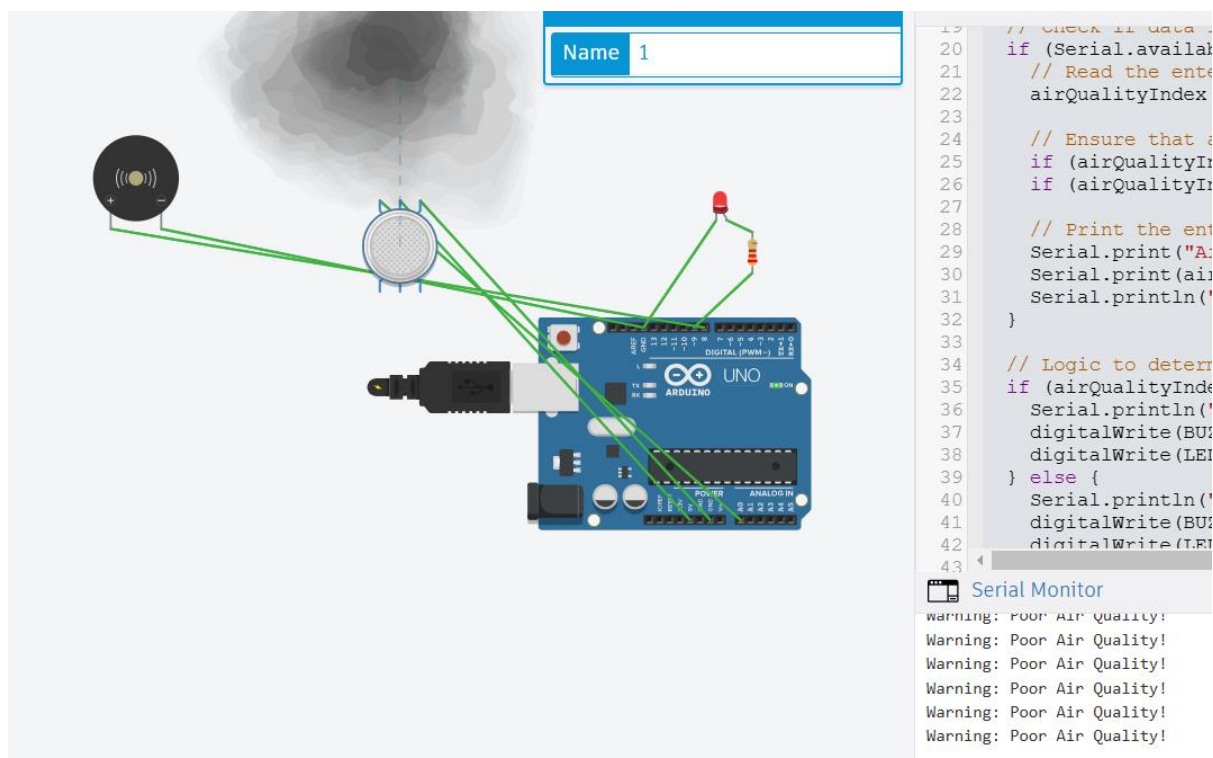 Name 1
AREF
GND
13
12
~11
~10
~9
8
7
~6
~5
4
~3
2
TX→1
RX←0
DIGITAL (PWM~)
L
TX
RX
UNO
ARDUINO
ON
POWER
ANALOG IN
5V
GND
A0
A1
A2
A3
A4
A5
20 if (Serial.availab
21 // Read the ente
22 airQualityIndex
23
24 // Ensure that a
25 if (airQualityIn
26 if (airQualityIn
27
28 // Print the ent
29 Serial.print("Ai
30 Serial.print(air
31 Serial.println("
32 }
33
34 // Logic to determ
35 if (airQualityInde
36 Serial.println("
37 digitalWrite(BUZ
38 digitalWrite(LED
39 } else {
40 Serial.println("
41 digitalWrite(BUZ
42 digitalWrite(LED
43
Serial Monitor
Warning: Poor Air Quality!
Warning: Poor Air Quality!
Warning: Poor Air Quality!
Warning: Poor Air Quality!
Warning: Poor Air Quality!
Warning: Poor Air Quality!